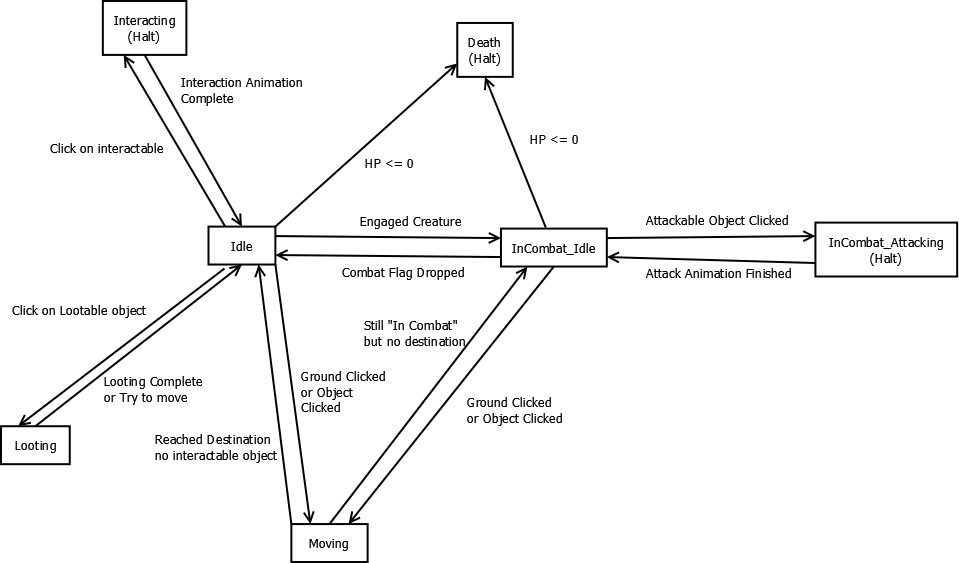 Interacting
(Halt)
Death
(Halt)
Interaction Animation
Complete
Click on interactable
HP <= 0
HP <= 0
Engaged Creature
Attackable Object Clicked
Idle
InCombat_Idle
InCombat_Attacking
(Halt)
Combat Flag Dropped
Attack Animation Finished
Click on Lootable object
Still "In Combat"
but no destination
Looting Complete
or Try to move
Ground Clicked
or Object
Clicked
Ground Clicked
or Object Clicked
Looting
Reached Destination
no interactable object
Moving